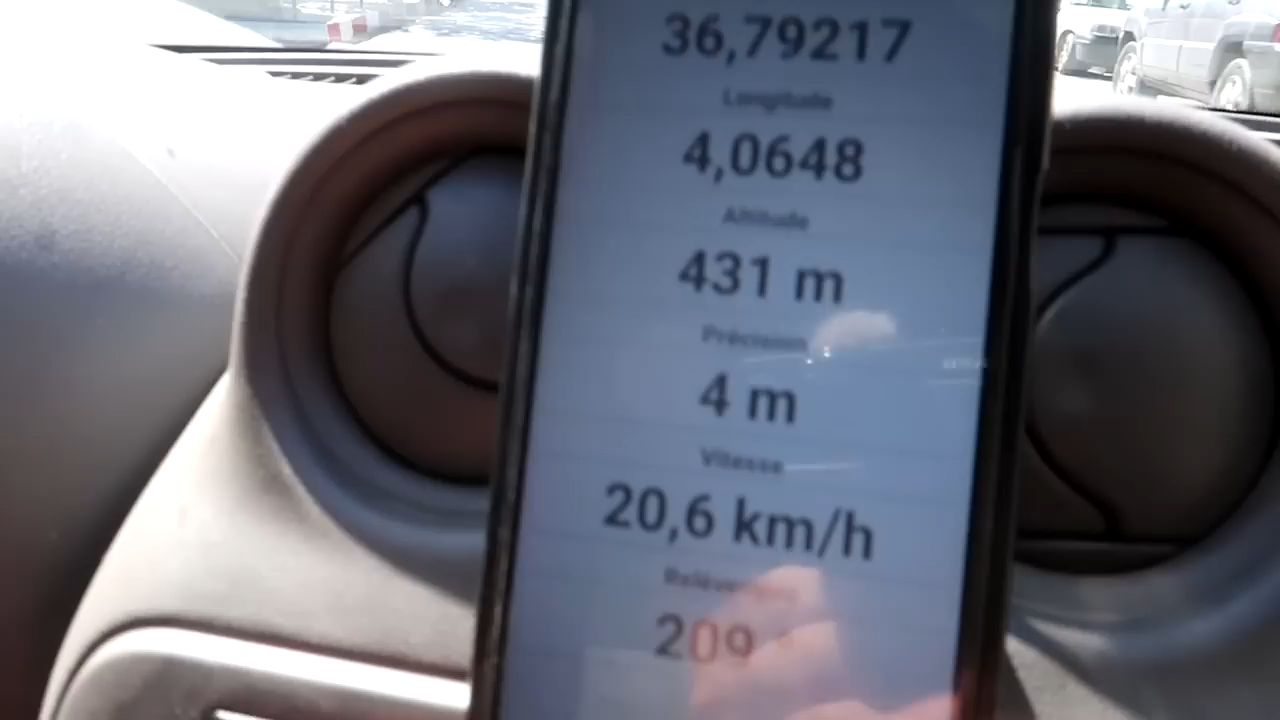 36,79217
Longitude
4,0648
Altitude
431 m
Précision
4 m
Vitesse
20,6 km/h
209 °